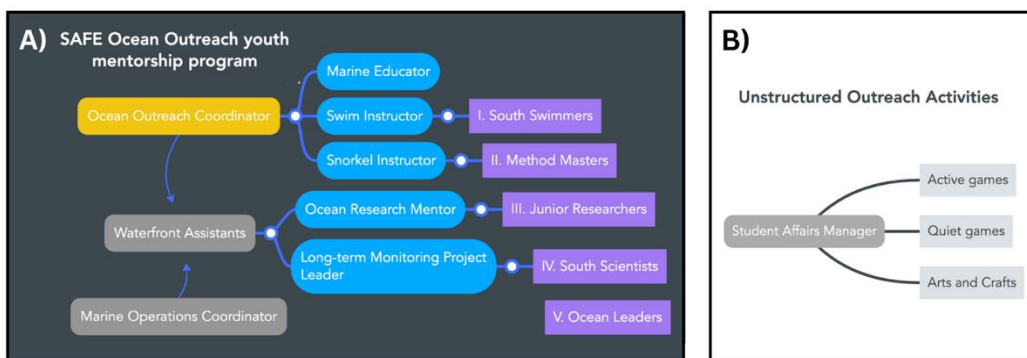 A) SAFE Ocean Outreach youth
mentorship program
Ocean Outreach Coordinator
Marine Educator
Swim Instructor
I. South Swimmers
Snorkel Instructor
II. Method Masters
Waterfront Assistants
Ocean Research Mentor
III. Junior Researchers
Long-term Monitoring Project
Leader
IV. South Scientists
Marine Operations Coordinator
V. Ocean Leaders
B)
Unstructured Outreach Activities
Student Affairs Manager
Active games
Quiet games
Arts and Crafts